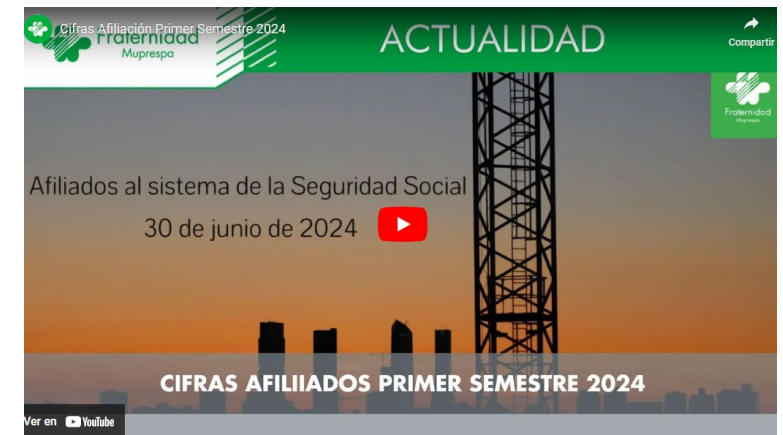 Cifras Afiliación Primer Semestre 2024
Fraternidad
Muprespa
ACTUALIDAD
Compartir
Fraternidad
Muprespa
Afiliados al sistema de la Seguridad Social
30 de junio de 2024
CIFRAS AFILIIADOS PRIMER SEMESTRE 2024
Ver en YouTube